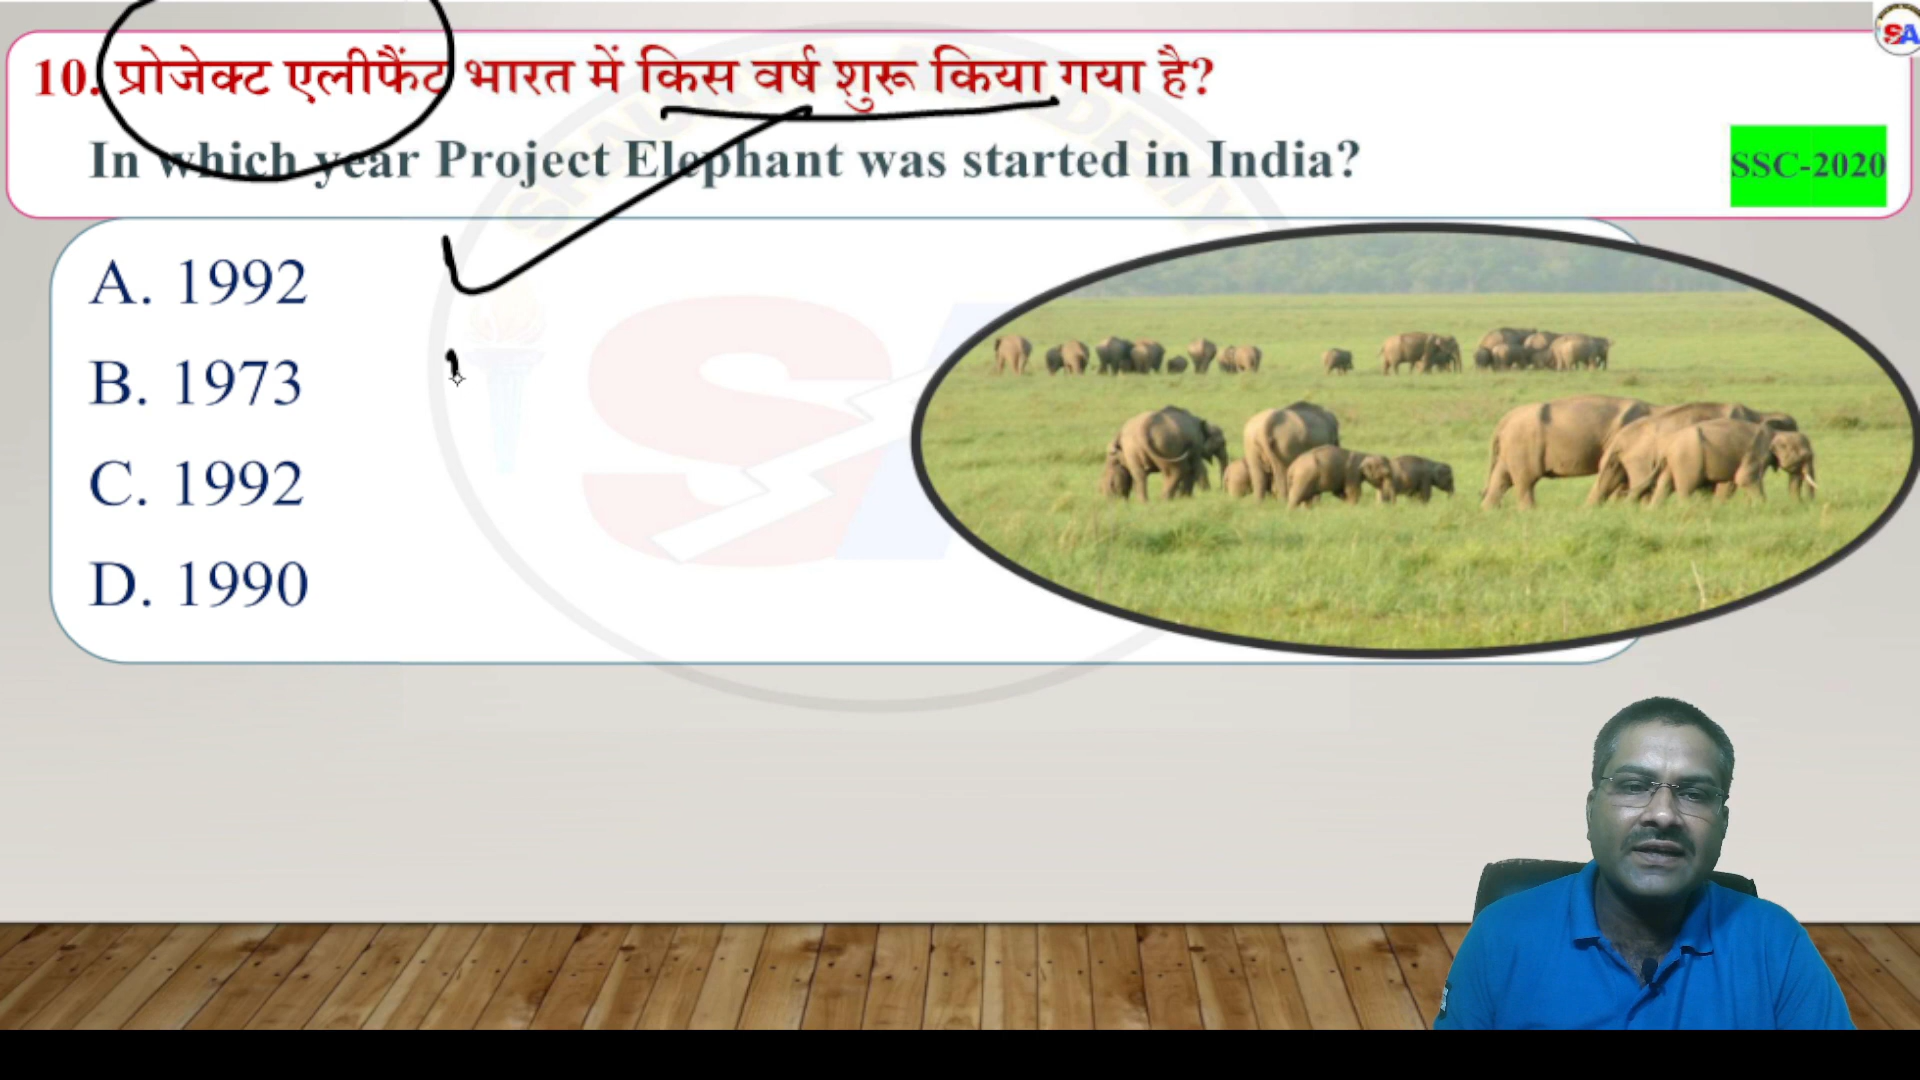 10. प्रोजेक्ट एलीफैंट भारत में किस वर्ष शुरू किया गया है?
In which year Project Elephant was started in India?
SSC-2020
A. 1992
B. 1973
C. 1992
D. 1990
SA